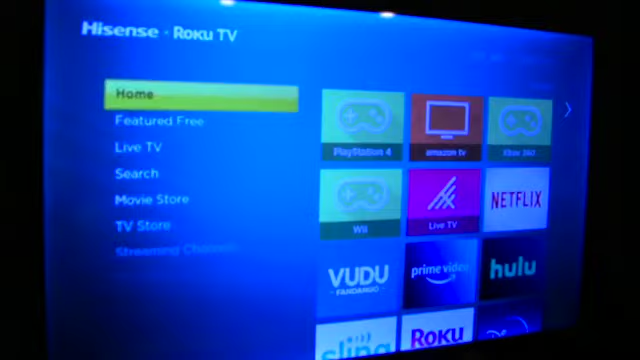 Hisense · Roku TV
Home
Featured Free
Live TV
Search
Movie Store
TV Store
Streaming Channels
PlayStation 4
amazon tv
Xbox 360
Wii
Live TV
NETFLIX
VUDU
FANDANGO
prime video
hulu
sling
Roku